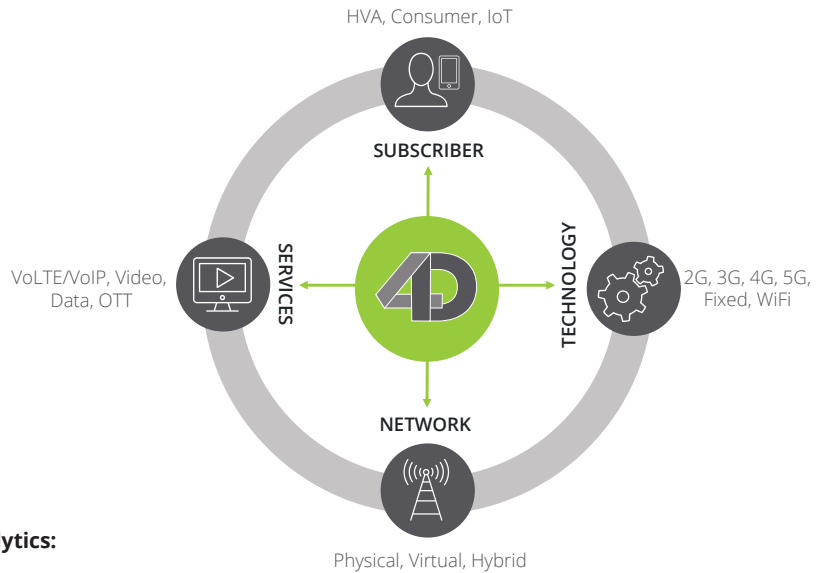 HVA, Consumer, IoT
SUBSCRIBER
SERVICES
4D
TECHNOLOGY
VoLTE/VoIP, Video,
Data, OTT
2G, 3G, 4G, 5G,
Fixed, WiFi
NETWORK
ytics:
Physical, Virtual, Hybrid